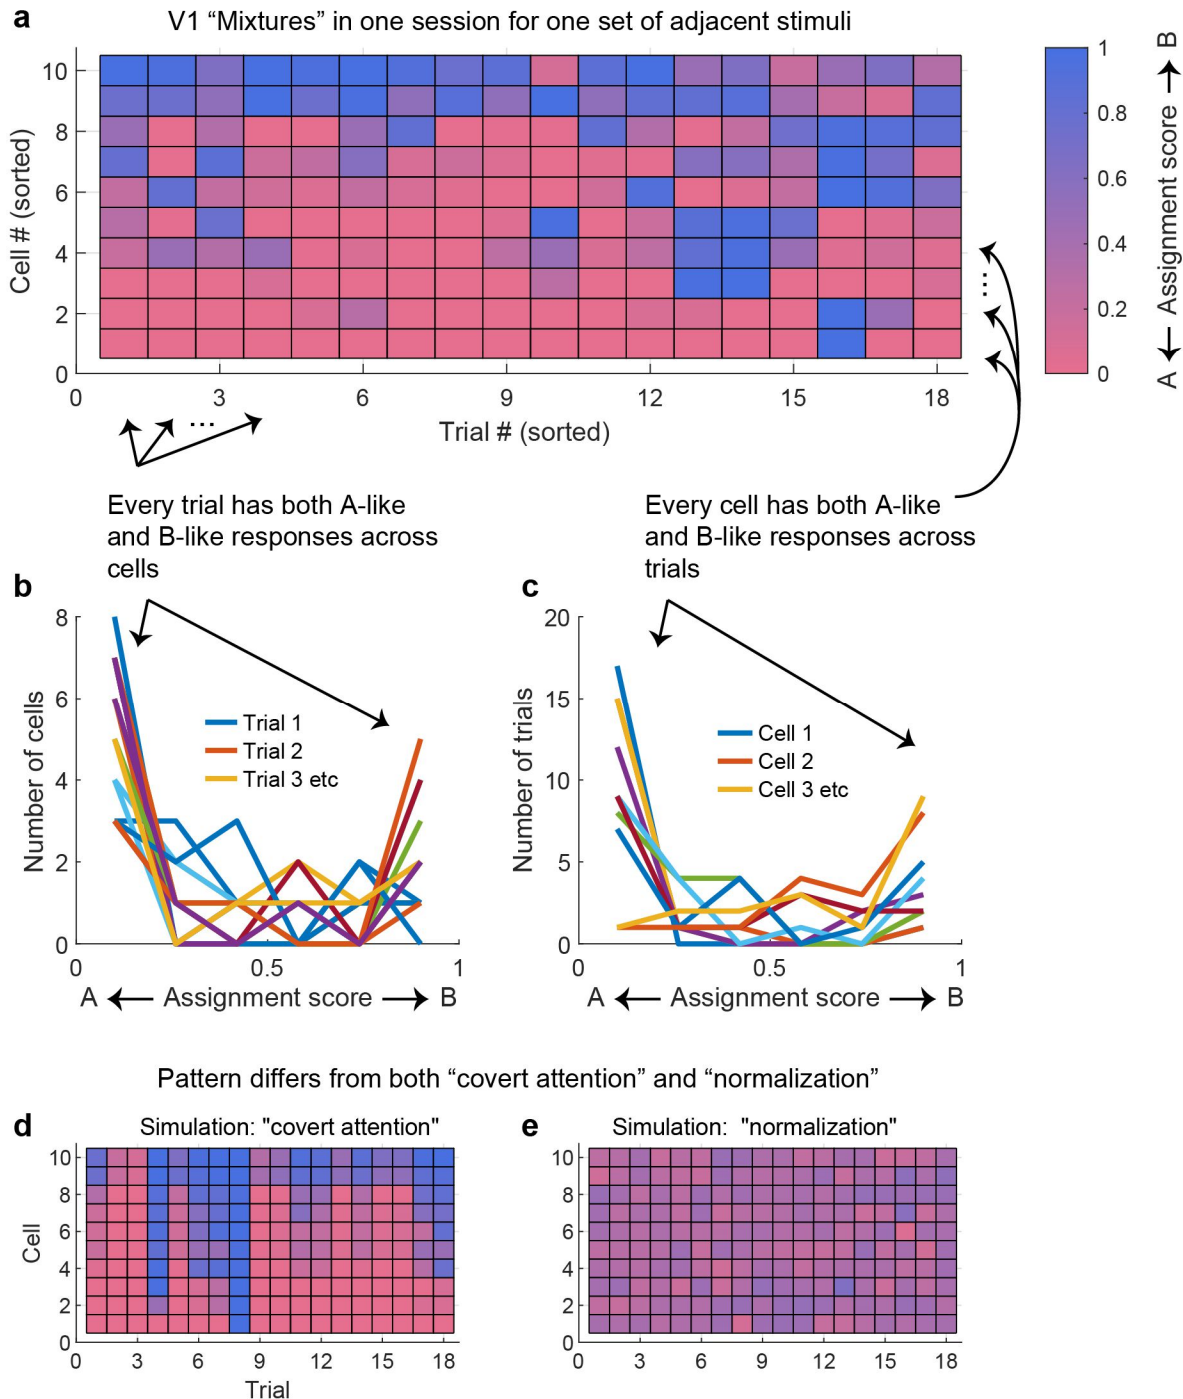 a
V1 “Mixtures” in one session for one set of adjacent stimuli
10
8
6
4
2
0
Cell # (sorted)
0 3 6 9 12 15 18
Trial # (sorted)
...
...
1
0.8
0.6
0.4
0.2
0
A Assignment score B
Every trial has both A-like
and B-like responses across
cells
Every cell has both A-like
and B-like responses across
trials
b
8
6
4
2
0
Number of cells
Trial 1
Trial 2
Trial 3 etc
0 0.5 1
A Assignment score B
c
20
15
10
5
0
Number of trials
Cell 1
Cell 2
Cell 3 etc
0 0.5 1
A Assignment score B
Pattern differs from both “covert attention” and “normalization”
d
Simulation: "covert attention"
10
8
6
4
2
0
Cell
0 3 6 9 12 15 18
Trial
e
Simulation: "normalization"
10
8
6
4
2
0
0 3 6 9 12 15 18